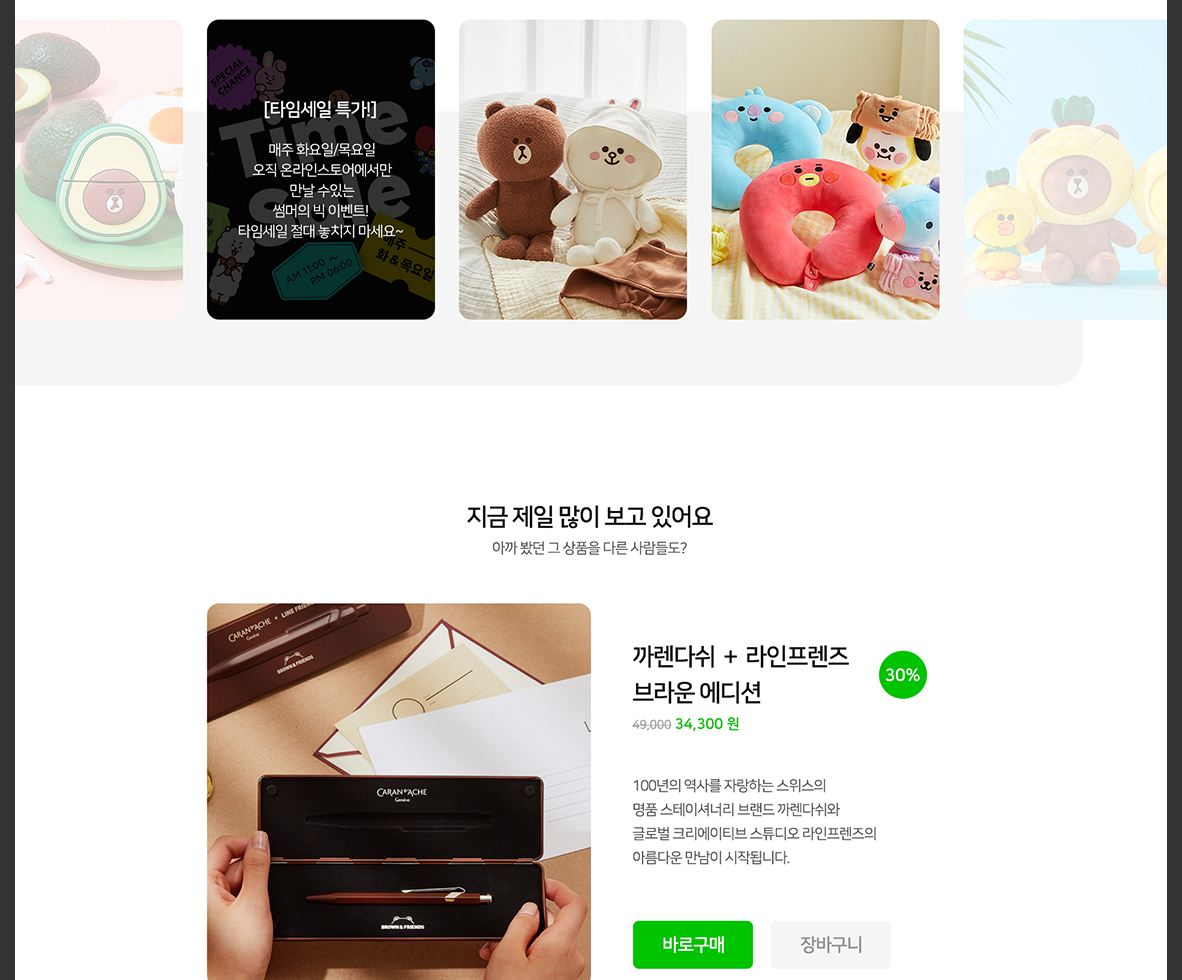 SPECIAL
CHANCE
[타임세일 특가!]
Time
매주 화요일/목요일
오직 온라인스토어에서만
만날 수있는
썸머의 빅 이벤트!
타임세일 절대 놓치지 마세요~
매주
화 & 목요일
AM 11:00 ~
PM 06:00
지금 제일 많이 보고 있어요
아까 봤던 그 상품을 다른 사람들도?
CARAN D'ACHE + LINE FRIEN
Genève
BROWN & FRIENDS
까렌다쉬 + 라인프렌즈
브라운 에디션
30%
49,000 34,300 원
100년의 역사를 자랑하는 스위스의
명품 스테이셔너리 브랜드 까렌다쉬와
글로벌 크리에이티브 스튜디오 라인프렌즈의
아름다운 만남이 시작됩니다.
CARAN D'ACHE
Genève
BROWN & FRIENDS
바로구매
장바구니